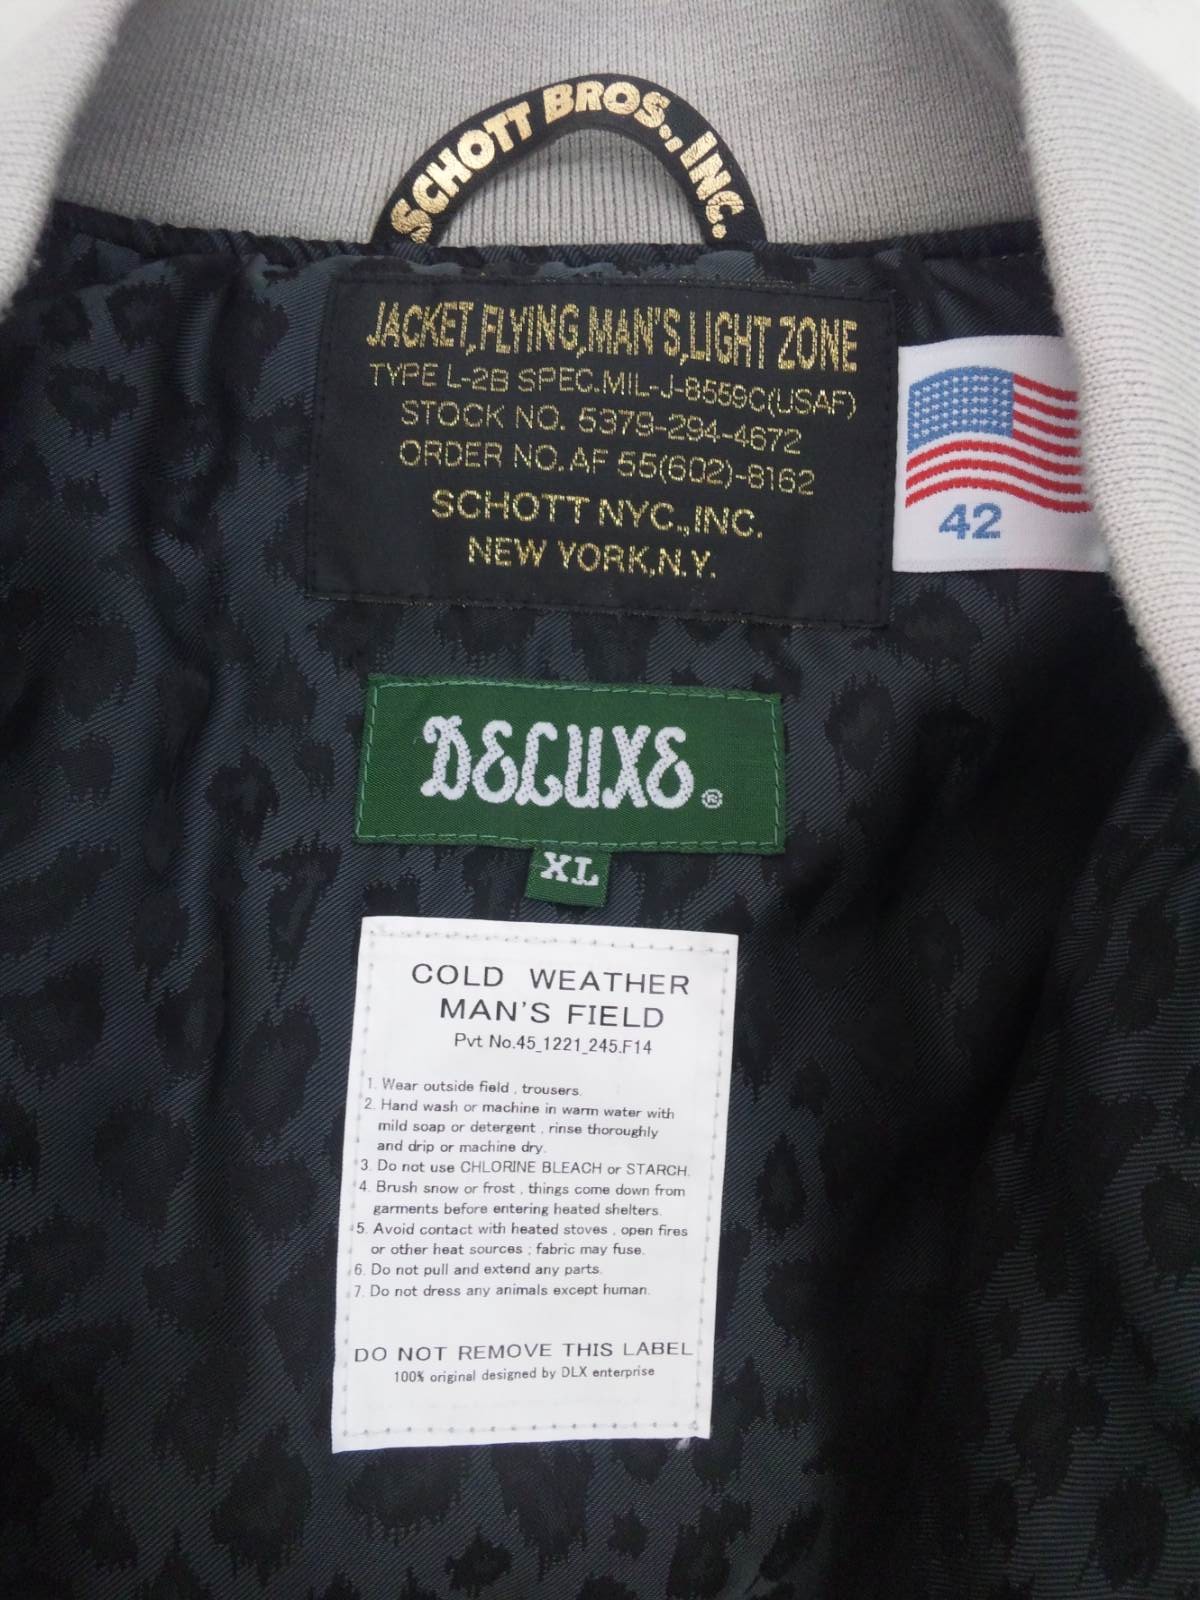 SCHOTT BROS., INC.
JACKET,FLYING,MAN'S,LIGHT ZONE
TYPE L-2B SPEC.MIL-J-8559C(USAF)
STOCK NO. 5379-294-4672
ORDER NO.AF 55(602)-8162
SCHOTT NYC.,INC.
NEW YORK,N.Y.
42
DELUXE®
XL
COLD WEATHER
MAN'S FIELD
Pvt No.45_1221_245.F14
1. Wear outside field , trousers.
2. Hand wash or machine in warm water with
mild soap or detergent , rinse thoroughly
and drip or machine dry.
3. Do not use CHLORINE BLEACH or STARCH.
4. Brush snow or frost , things come down from
garments before entering heated shelters.
5. Avoid contact with heated stoves , open fires
or other heat sources ; fabric may fuse.
6. Do not pull and extend any parts.
7. Do not dress any animals except human.
DO NOT REMOVE THIS LABEL
100% original designed by DLX enterprise